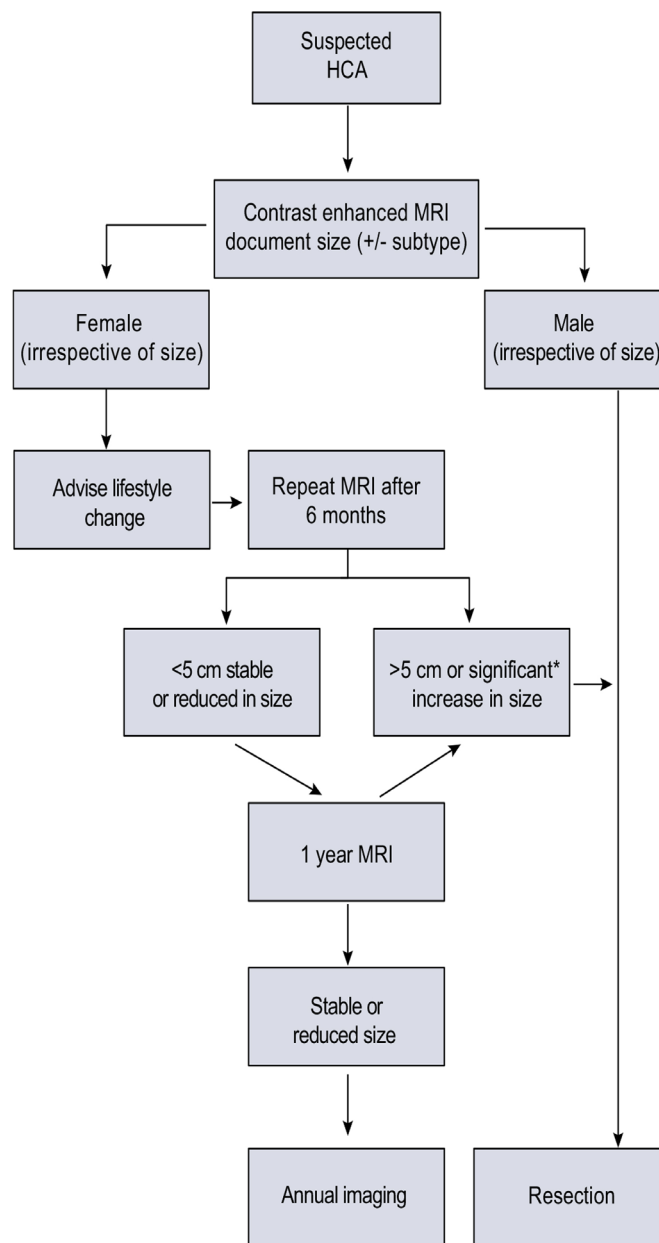 Suspected
HCA
Contrast enhanced MRI
document size (+/- subtype)
Female
(irrespective of size)
Male
(irrespective of size)
Advise lifestyle
change
Repeat MRI after
6 months
<5 cm stable
or reduced in size
>5 cm or significant*
increase in size
1 year MRI
Stable or
reduced size
Annual imaging
Resection